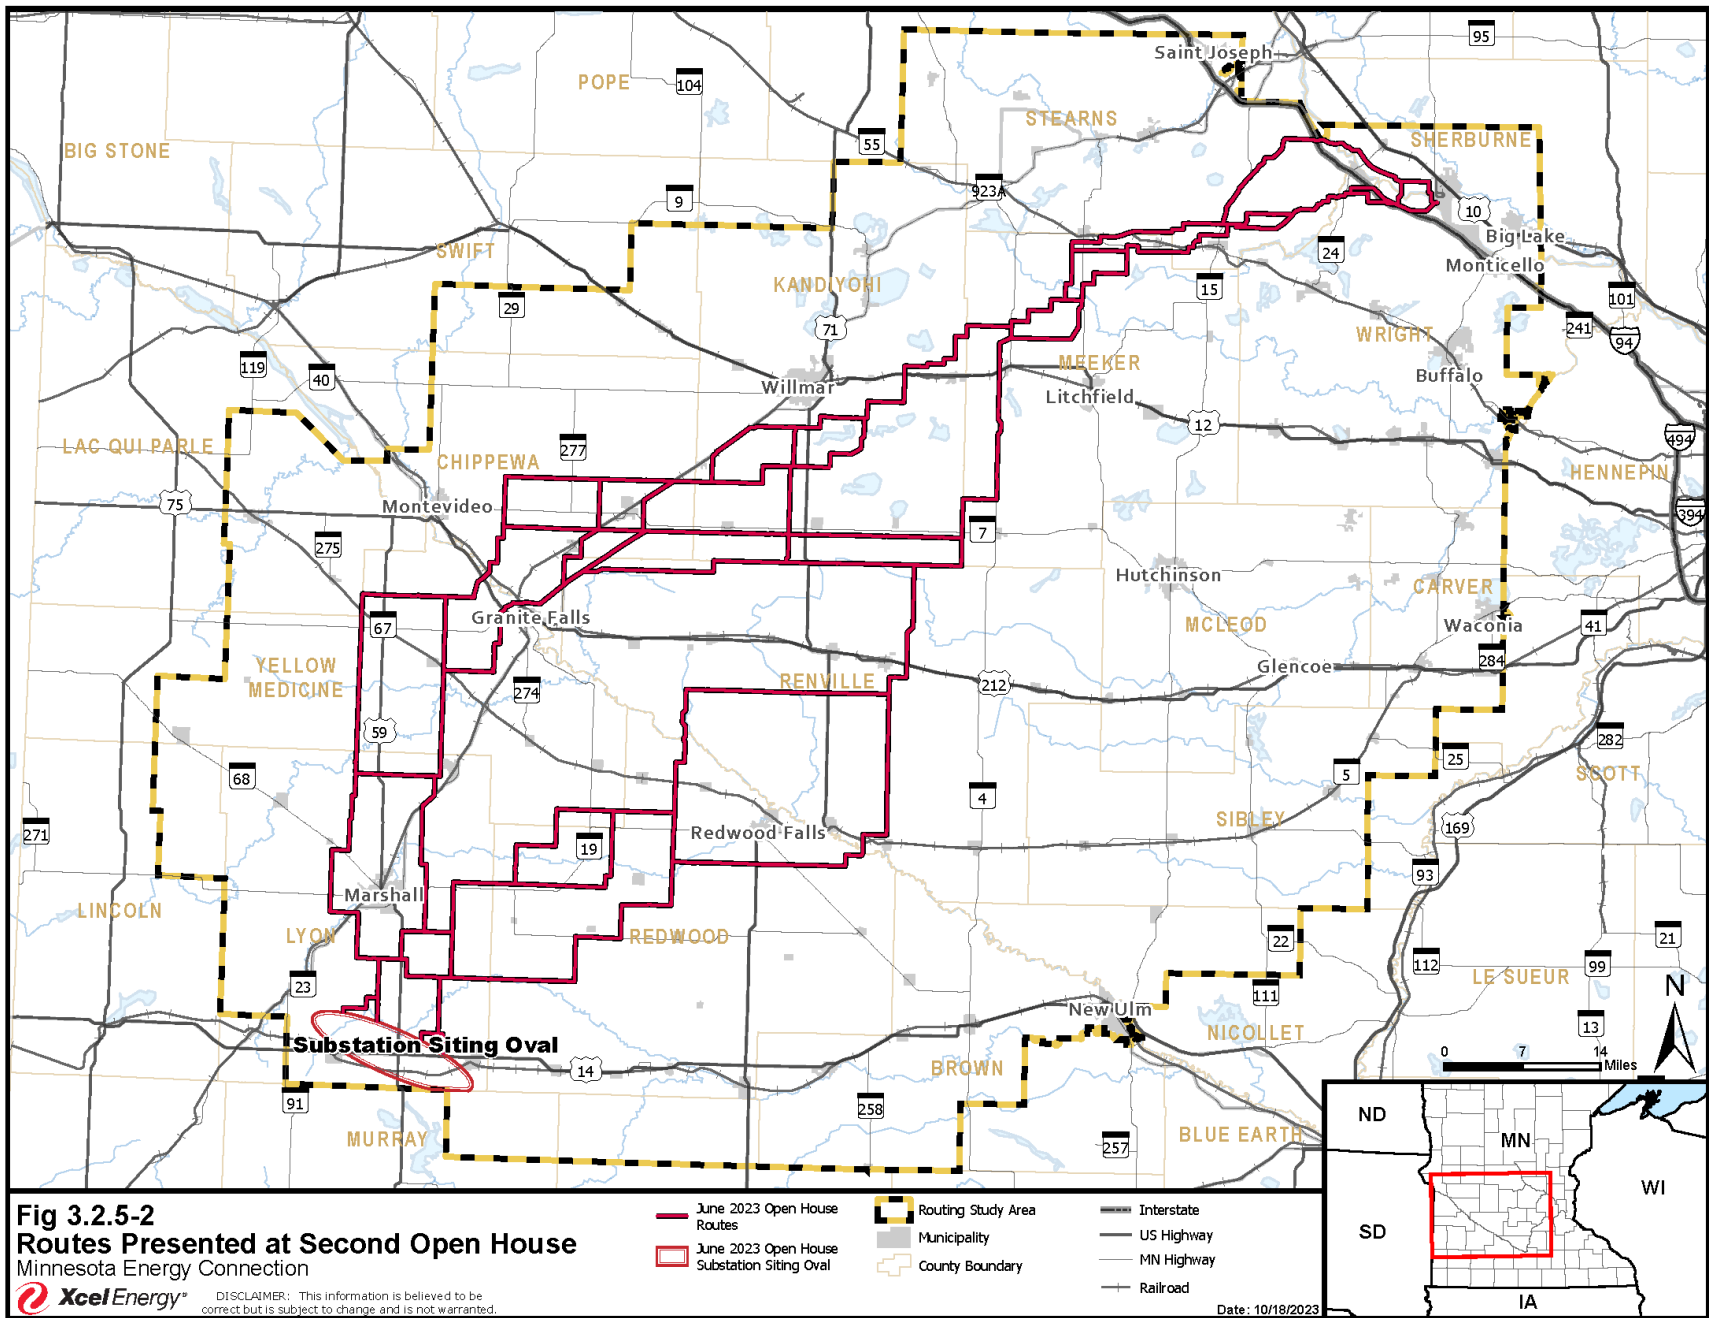 Saint Joseph
95
POPE
104
STEARNS
55
SHERBURNE
BIG STONE
923A
9
10
SWIFT
Big Lake
24
Monticello
KANDIYOHI
15
29
101
71
241
WRIGHT
94
119
MEEKER
40
Buffalo
Willmar
Litchfield
12
494
LAC QUI PARLE
277
CHIPPEWA
HENNEPIN
75
Montevideo
394
7
275
Hutchinson
CARVER
Granite Falls
67
MCLEOD
Waconia
41
YELLOW
MEDICINE
284
Glencoe
RENVILLE
274
212
59
282
25
68
5
SCOTT
4
271
Redwood Falls
SIBLEY
169
19
93
Marshall
LINCOLN
LYON
REDWOOD
22
21
112
99
LE SUEUR
23
111
N
New Ulm
13
NICOLLET
Substation Siting Oval
0 7 14
Miles
14
BROWN
91
258
MURRAY
BLUE EARTH
257
ND
MN
WI
SD
IA
Fig 3.2.5-2
Routes Presented at Second Open House
Minnesota Energy Connection
Xcel Energy®
DISCLAIMER: This information is believed to be
correct but is subject to change and is not warranted.
June 2023 Open House
Routes
June 2023 Open House
Substation Siting Oval
Routing Study Area
Municipality
County Boundary
Interstate
US Highway
MN Highway
Railroad
Date: 10/18/2023